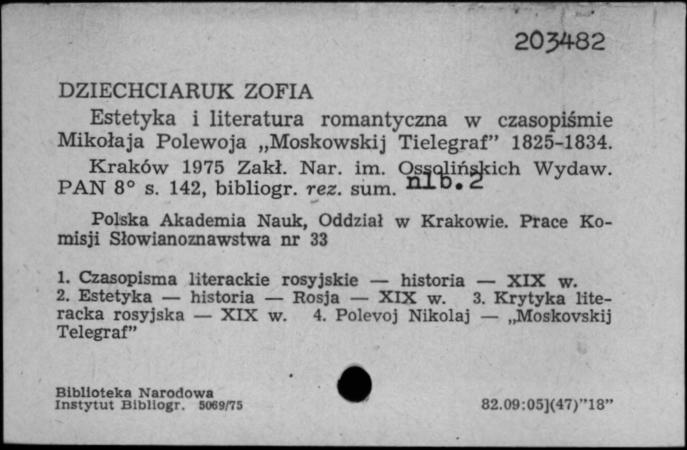 203482
DZIECHCIARUK ZOFIA
Estetyka i literatura romantyczna w czasopiśmie
Mikołaja Polewoja „Moskowskij Tielegraf” 1825-1834.
Kraków 1975 Zakł. Nar. im. Ossolińskich Wydaw.
PAN 8° s. 142, bibliogr. rez. sum. nlb. 2
Polska Akademia Nauk, Oddział w Krakowie. Prace Ko-
misji Słowianoznawstwa nr 33
1. Czasopisma literackie rosyjskie — historia — XIX w.
2. Estetyka — historia — Rosja — XIX w. 3. Krytyka lite-
racka rosyjska — XIX w. 4. Polevoj Nikolaj — „Moskovskij
Telegraf”
Biblioteka Narodowa
Instytut Bibliogr. 5069/75
82.09:05](47)”18”